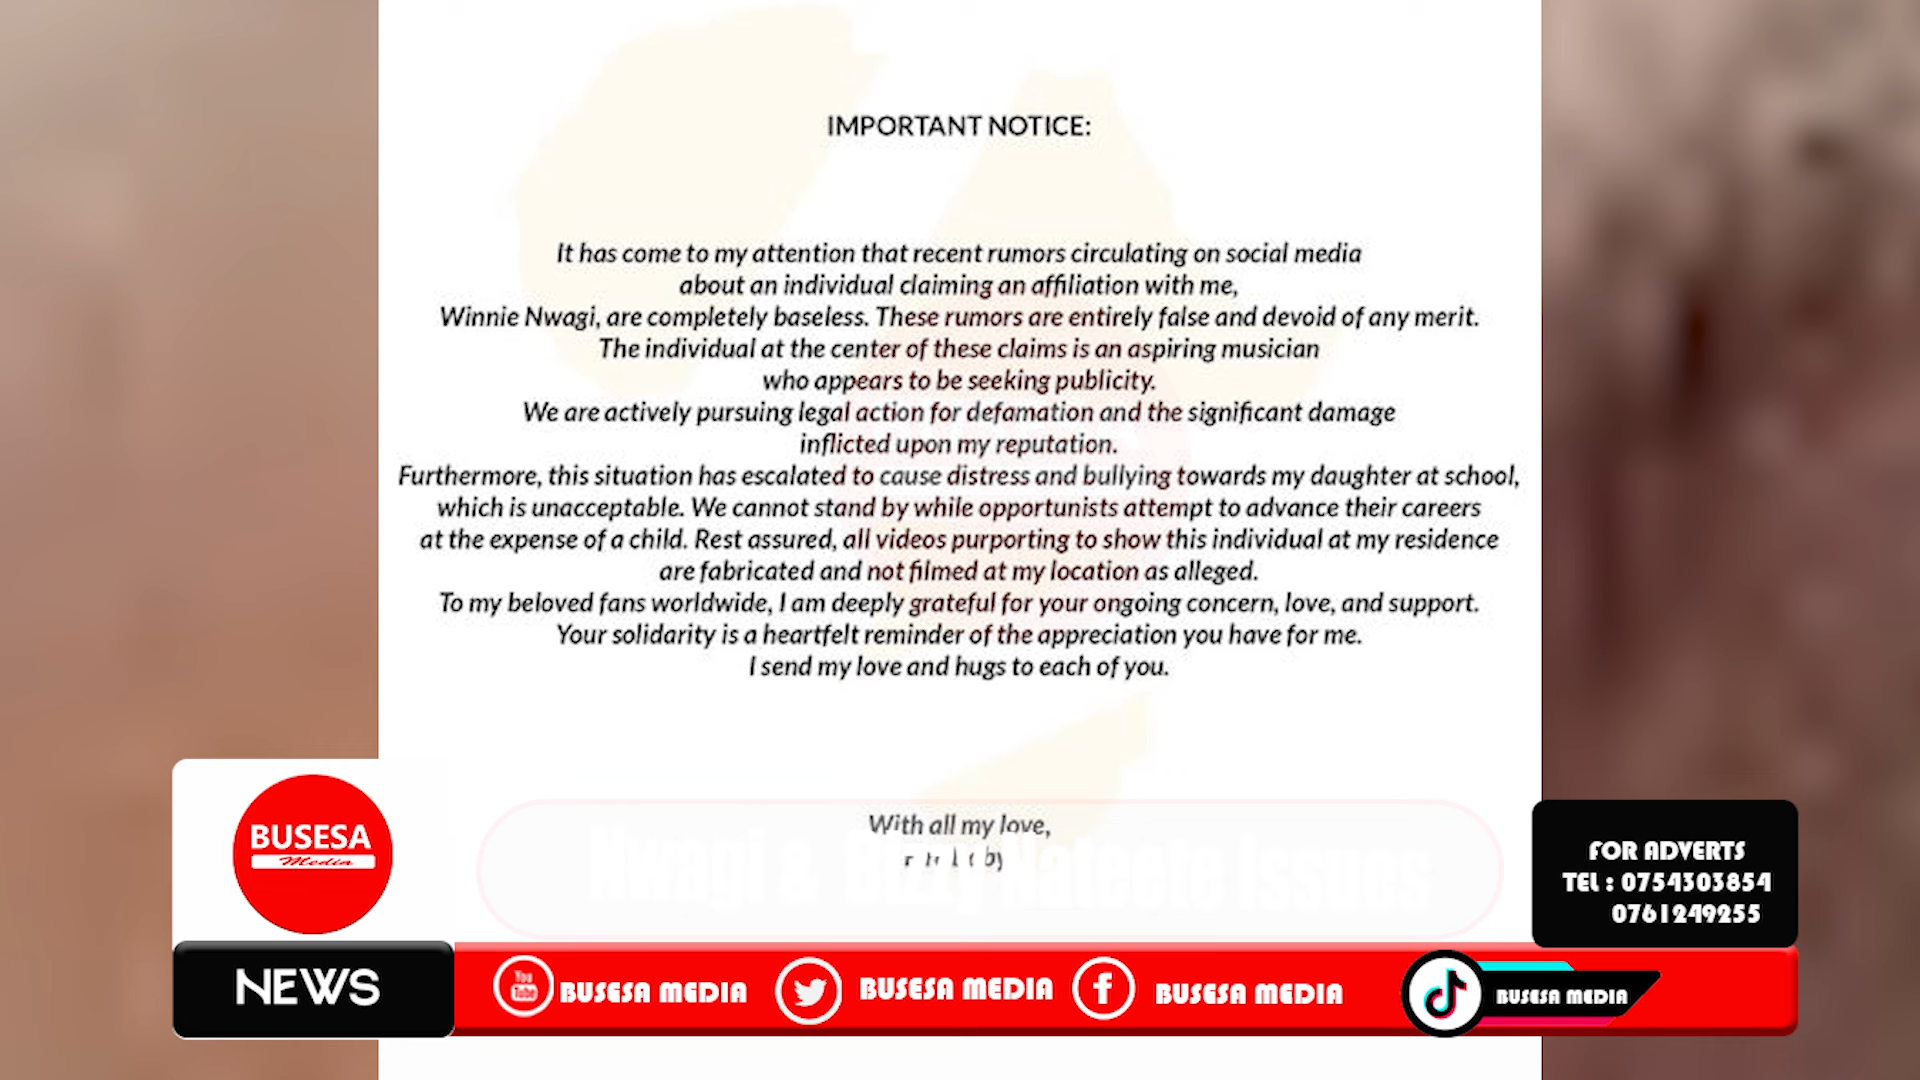 IMPORTANT NOTICE:
It has come to my attention that recent rumors circulating on social media
about an individual claiming an affiliation with me,
Winnie Nwagi, are completely baseless. These rumors are entirely false and devoid of any merit.
The individual at the center of these claims is an aspiring musician
who appears to be seeking publicity.
We are actively pursuing legal action for defamation and the significant damage
inflicted upon my reputation.
Furthermore, this situation has escalated to cause distress and bullying towards my daughter at school,
which is unacceptable. We cannot stand by while opportunists attempt to advance their careers
at the expense of a child. Rest assured, all videos purporting to show this individual at my residence
are fabricated and not filmed at my location as alleged.
To my beloved fans worldwide, I am deeply grateful for your ongoing concern, love, and support.
Your solidarity is a heartfelt reminder of the appreciation you have for me.
I send my love and hugs to each of you.
With all my love,
Nwagi & Nateete Issues
BUSESA
Media
FOR ADVERTS
TEL : 0754303854
0761249255
NEWS
You
Tube
BUSESA MEDIA
BUSESA MEDIA
BUSESA MEDIA
BUSESA MEDIA